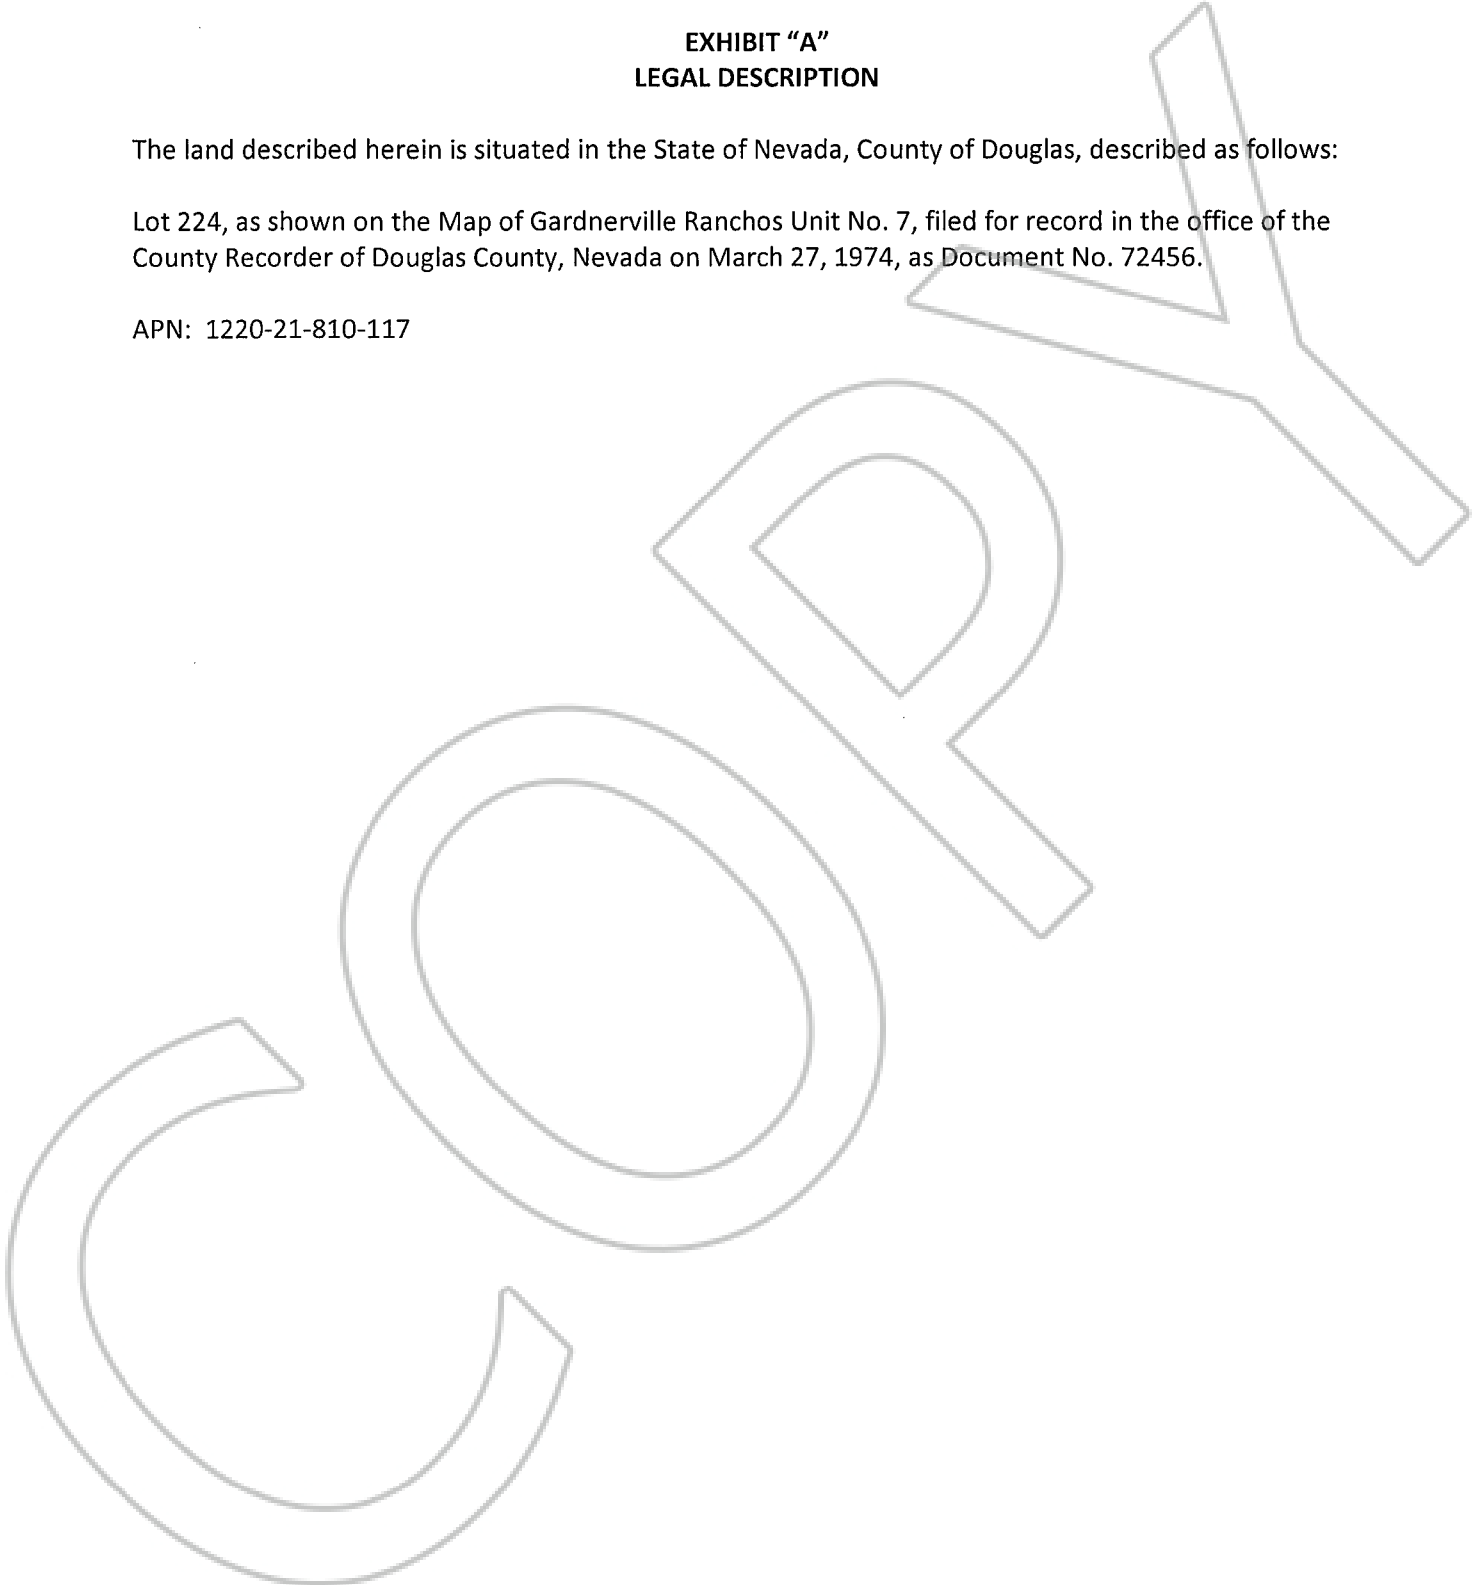 EXHIBIT “A”
LEGAL DESCRIPTION
The land described herein is situated in the State of Nevada, County of Douglas, described as follows:
Lot 224, as shown on the Map of Gardnerville Ranchos Unit No. 7, filed for record in the office of the
County Recorder of Douglas County, Nevada on March 27, 1974, as Document No. 72456.
APN:  1220-21-810-117
COPY